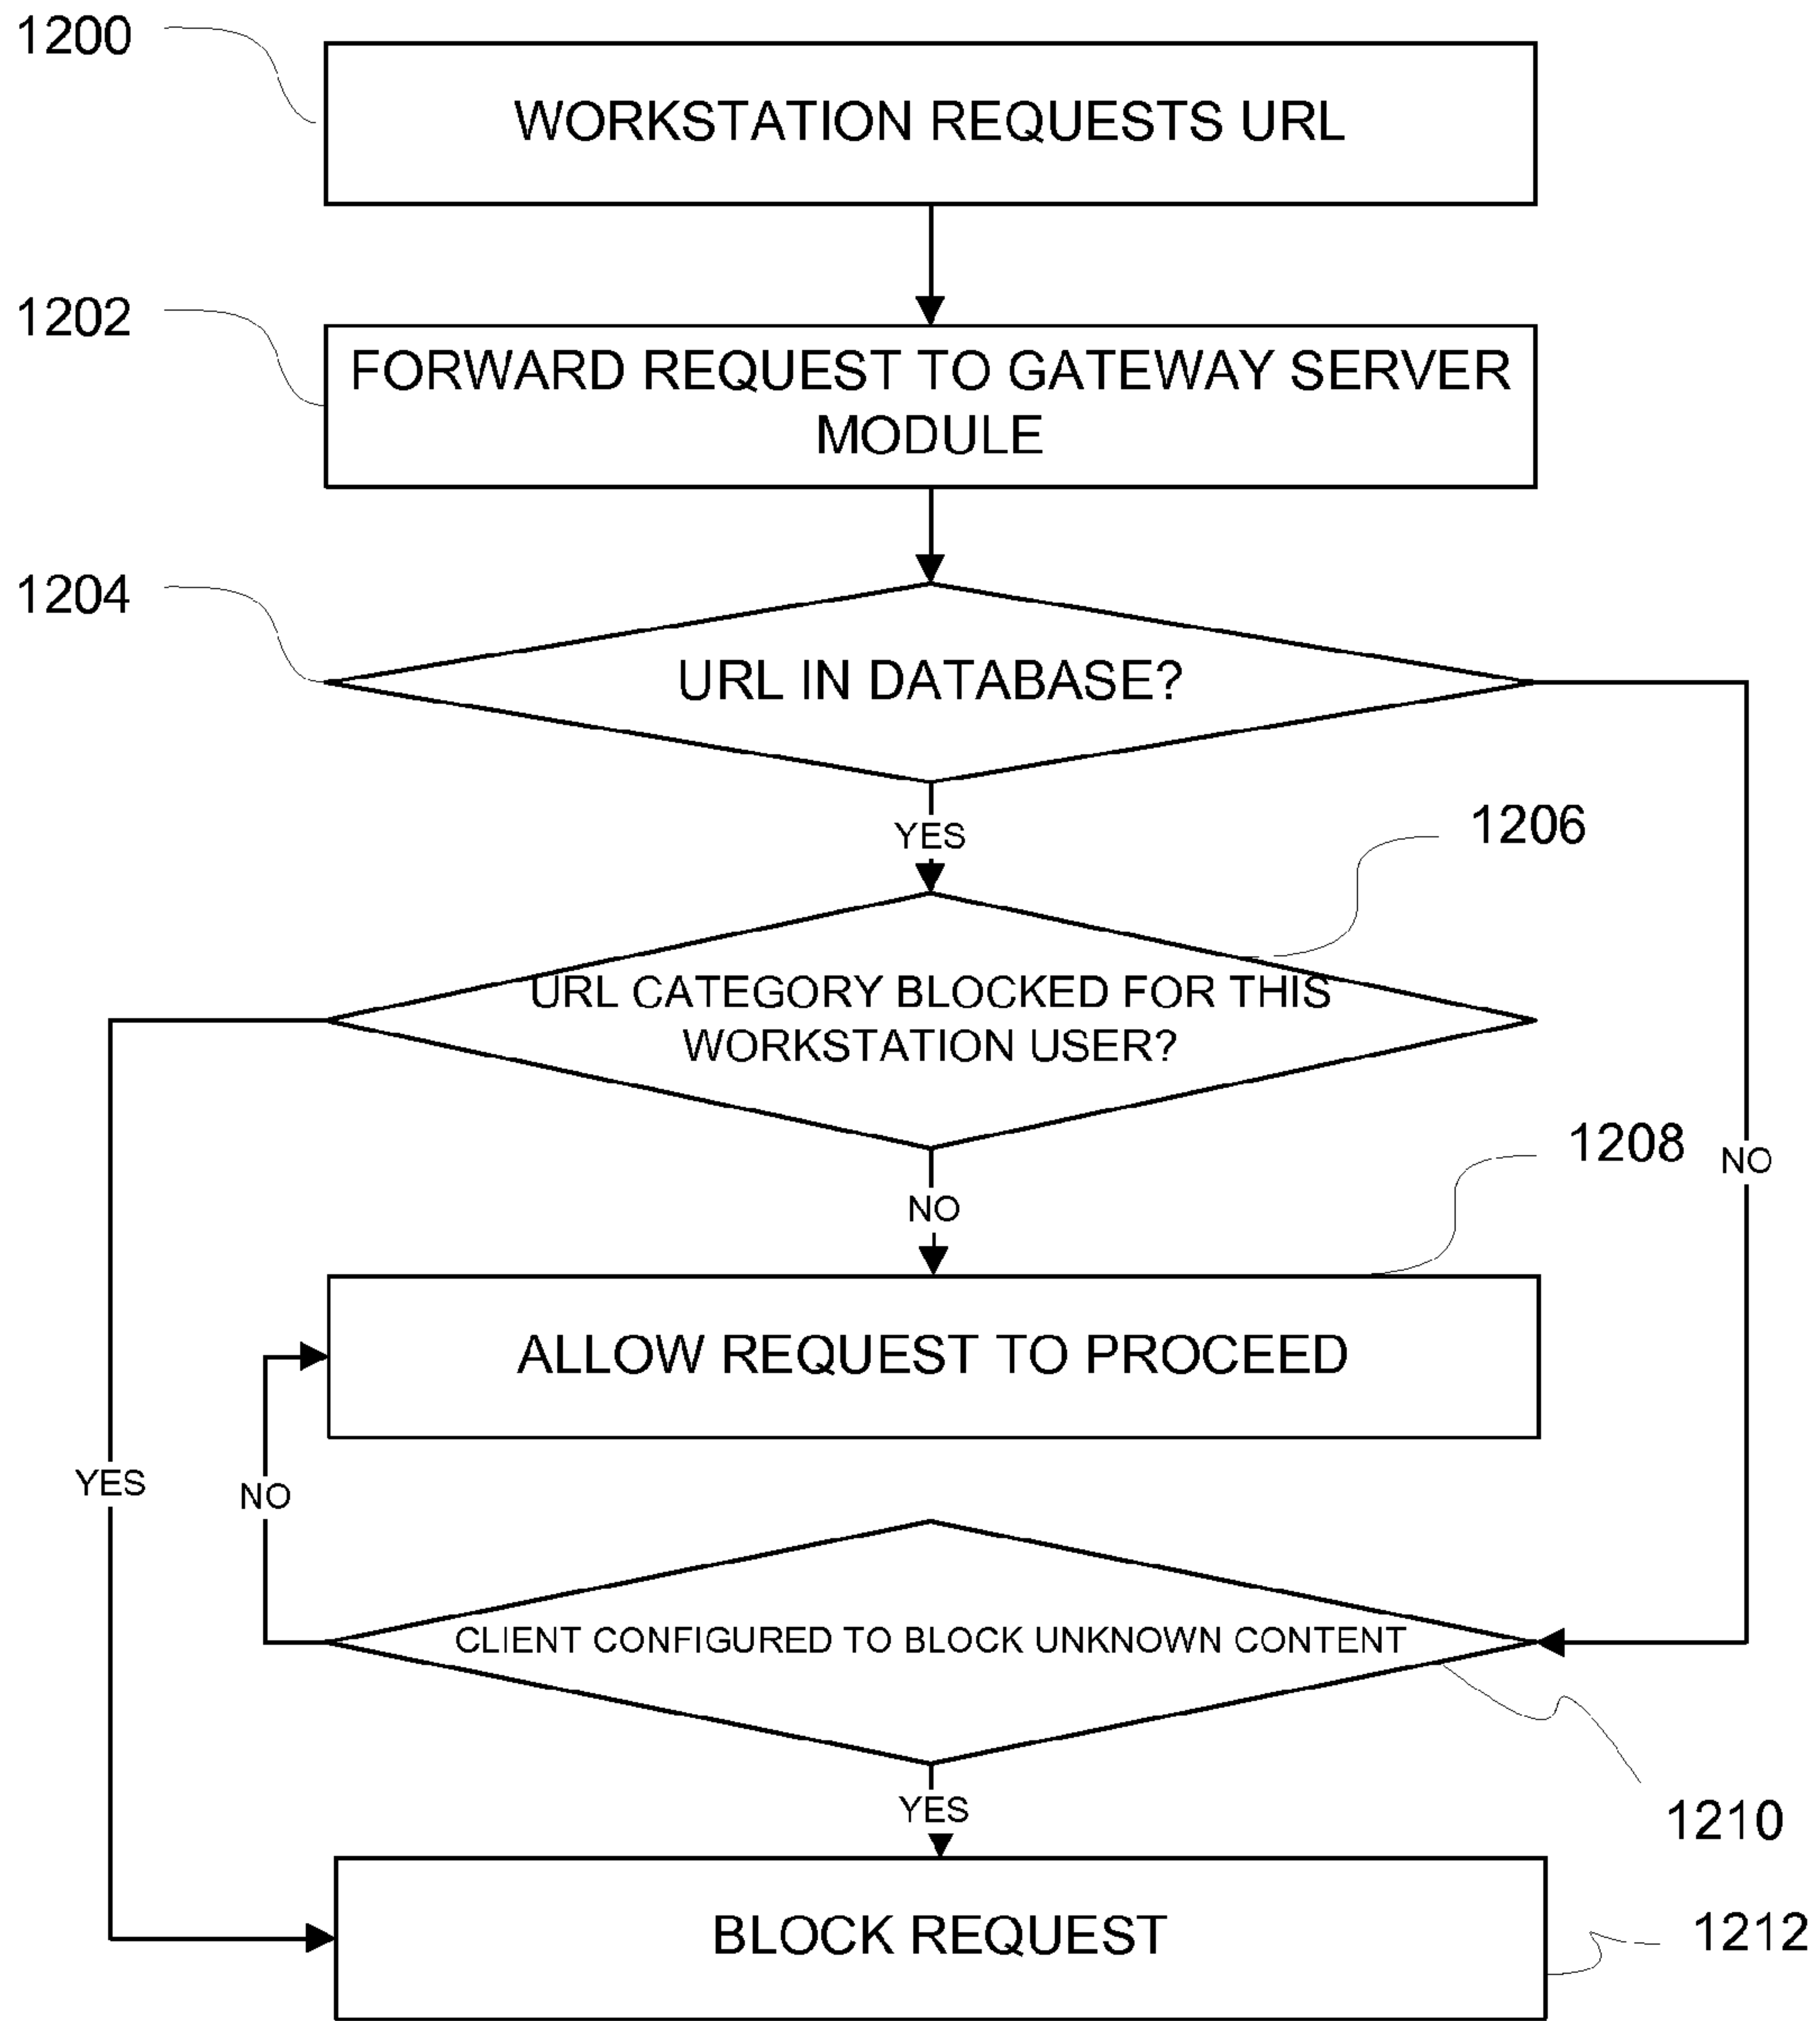 1200
WORKSTATION REQUESTS URL
1202
FORWARD REQUEST TO GATEWAY SERVER
MODULE
1204
URL IN DATABASE?
YES
1206
URL CATEGORY BLOCKED FOR THIS
WORKSTATION USER?
1208
NO
NO
ALLOW REQUEST TO PROCEED
YES
NO
CLIENT CONFIGURED TO BLOCK UNKNOWN CONTENT
YES
1210
BLOCK REQUEST
1212